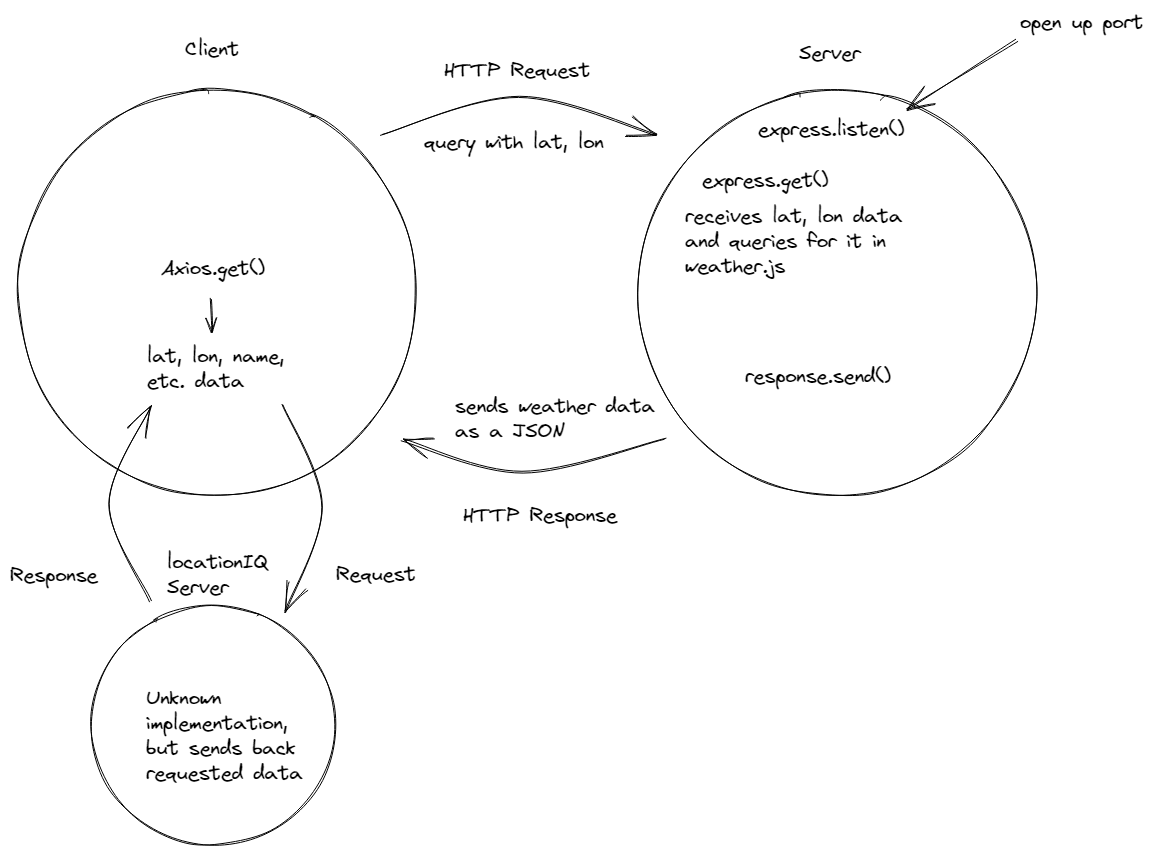 open up port
Client
Server
HTTP Request
query with lat, lon
express.listen()
express.get()
receives lat, lon data
and queries for it in
weather.js
Axios.get()
lat, lon, name,
etc. data
response.send()
sends weather data
as a JSON
HTTP Response
Response
locationIQ
Server
Request
Unknown
implementation,
but sends back
requested data